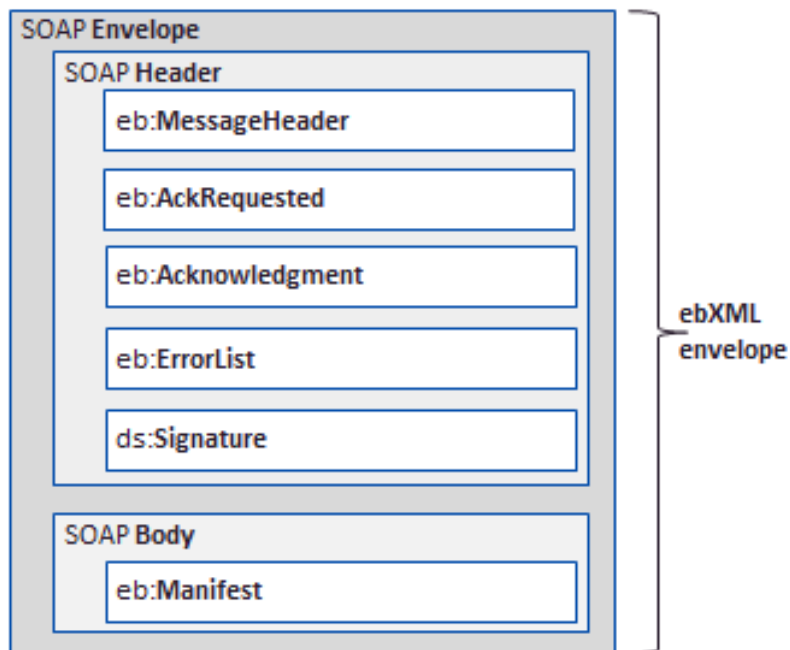 SOAP Envelope
SOAP Header
eb:MessageHeader
eb:AckRequested
eb:Acknowledgment
eb:ErrorList
ds:Signature
SOAP Body
eb:Manifest
ebXML
envelope